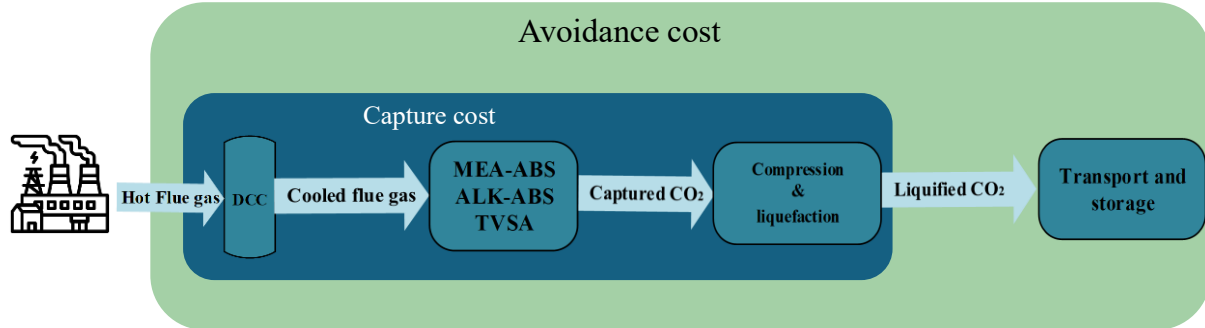 Avoidance cost
Capture cost
Hot Flue gas
DCC
Cooled flue gas
MEA-ABS
ALK-ABS
TVSA
Captured CO₂
Compression
&
liquefaction
Liquified CO₂
Transport and
storage